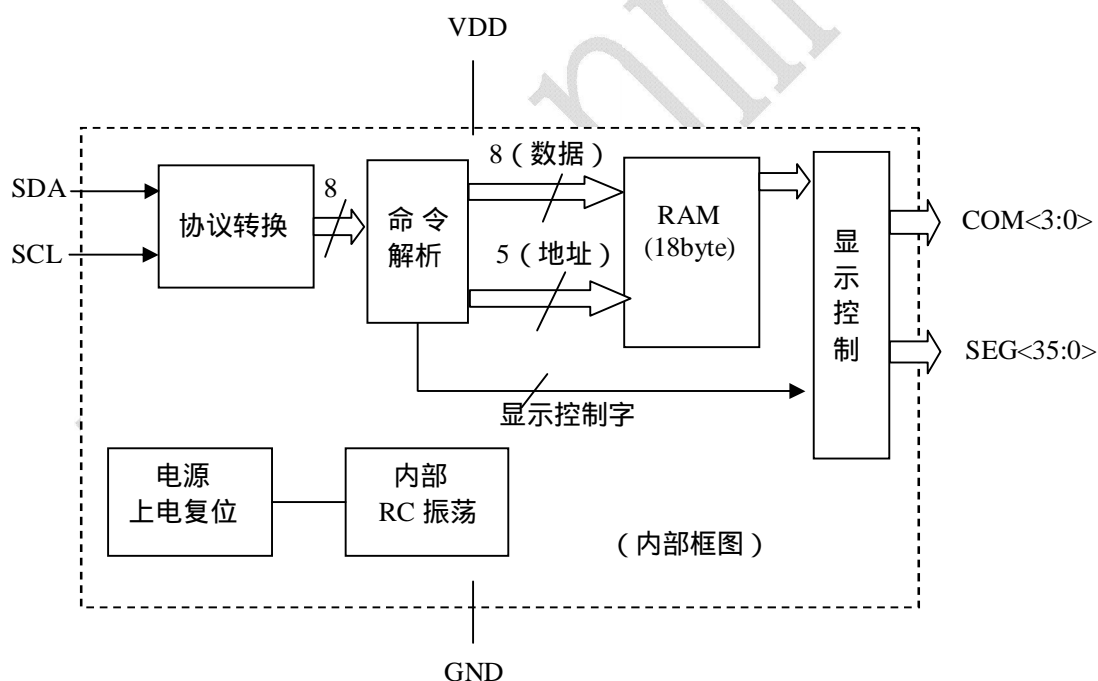 VDD
SDA
SCL
协议转换
8
命 令
解析
8（数据）
5（地址）
RAM
(18byte)
显
示
控
制
COM<3:0>
SEG<35:0>
显示控制字
电源
上电复位
内部
RC 振荡
（内部框图）
GND